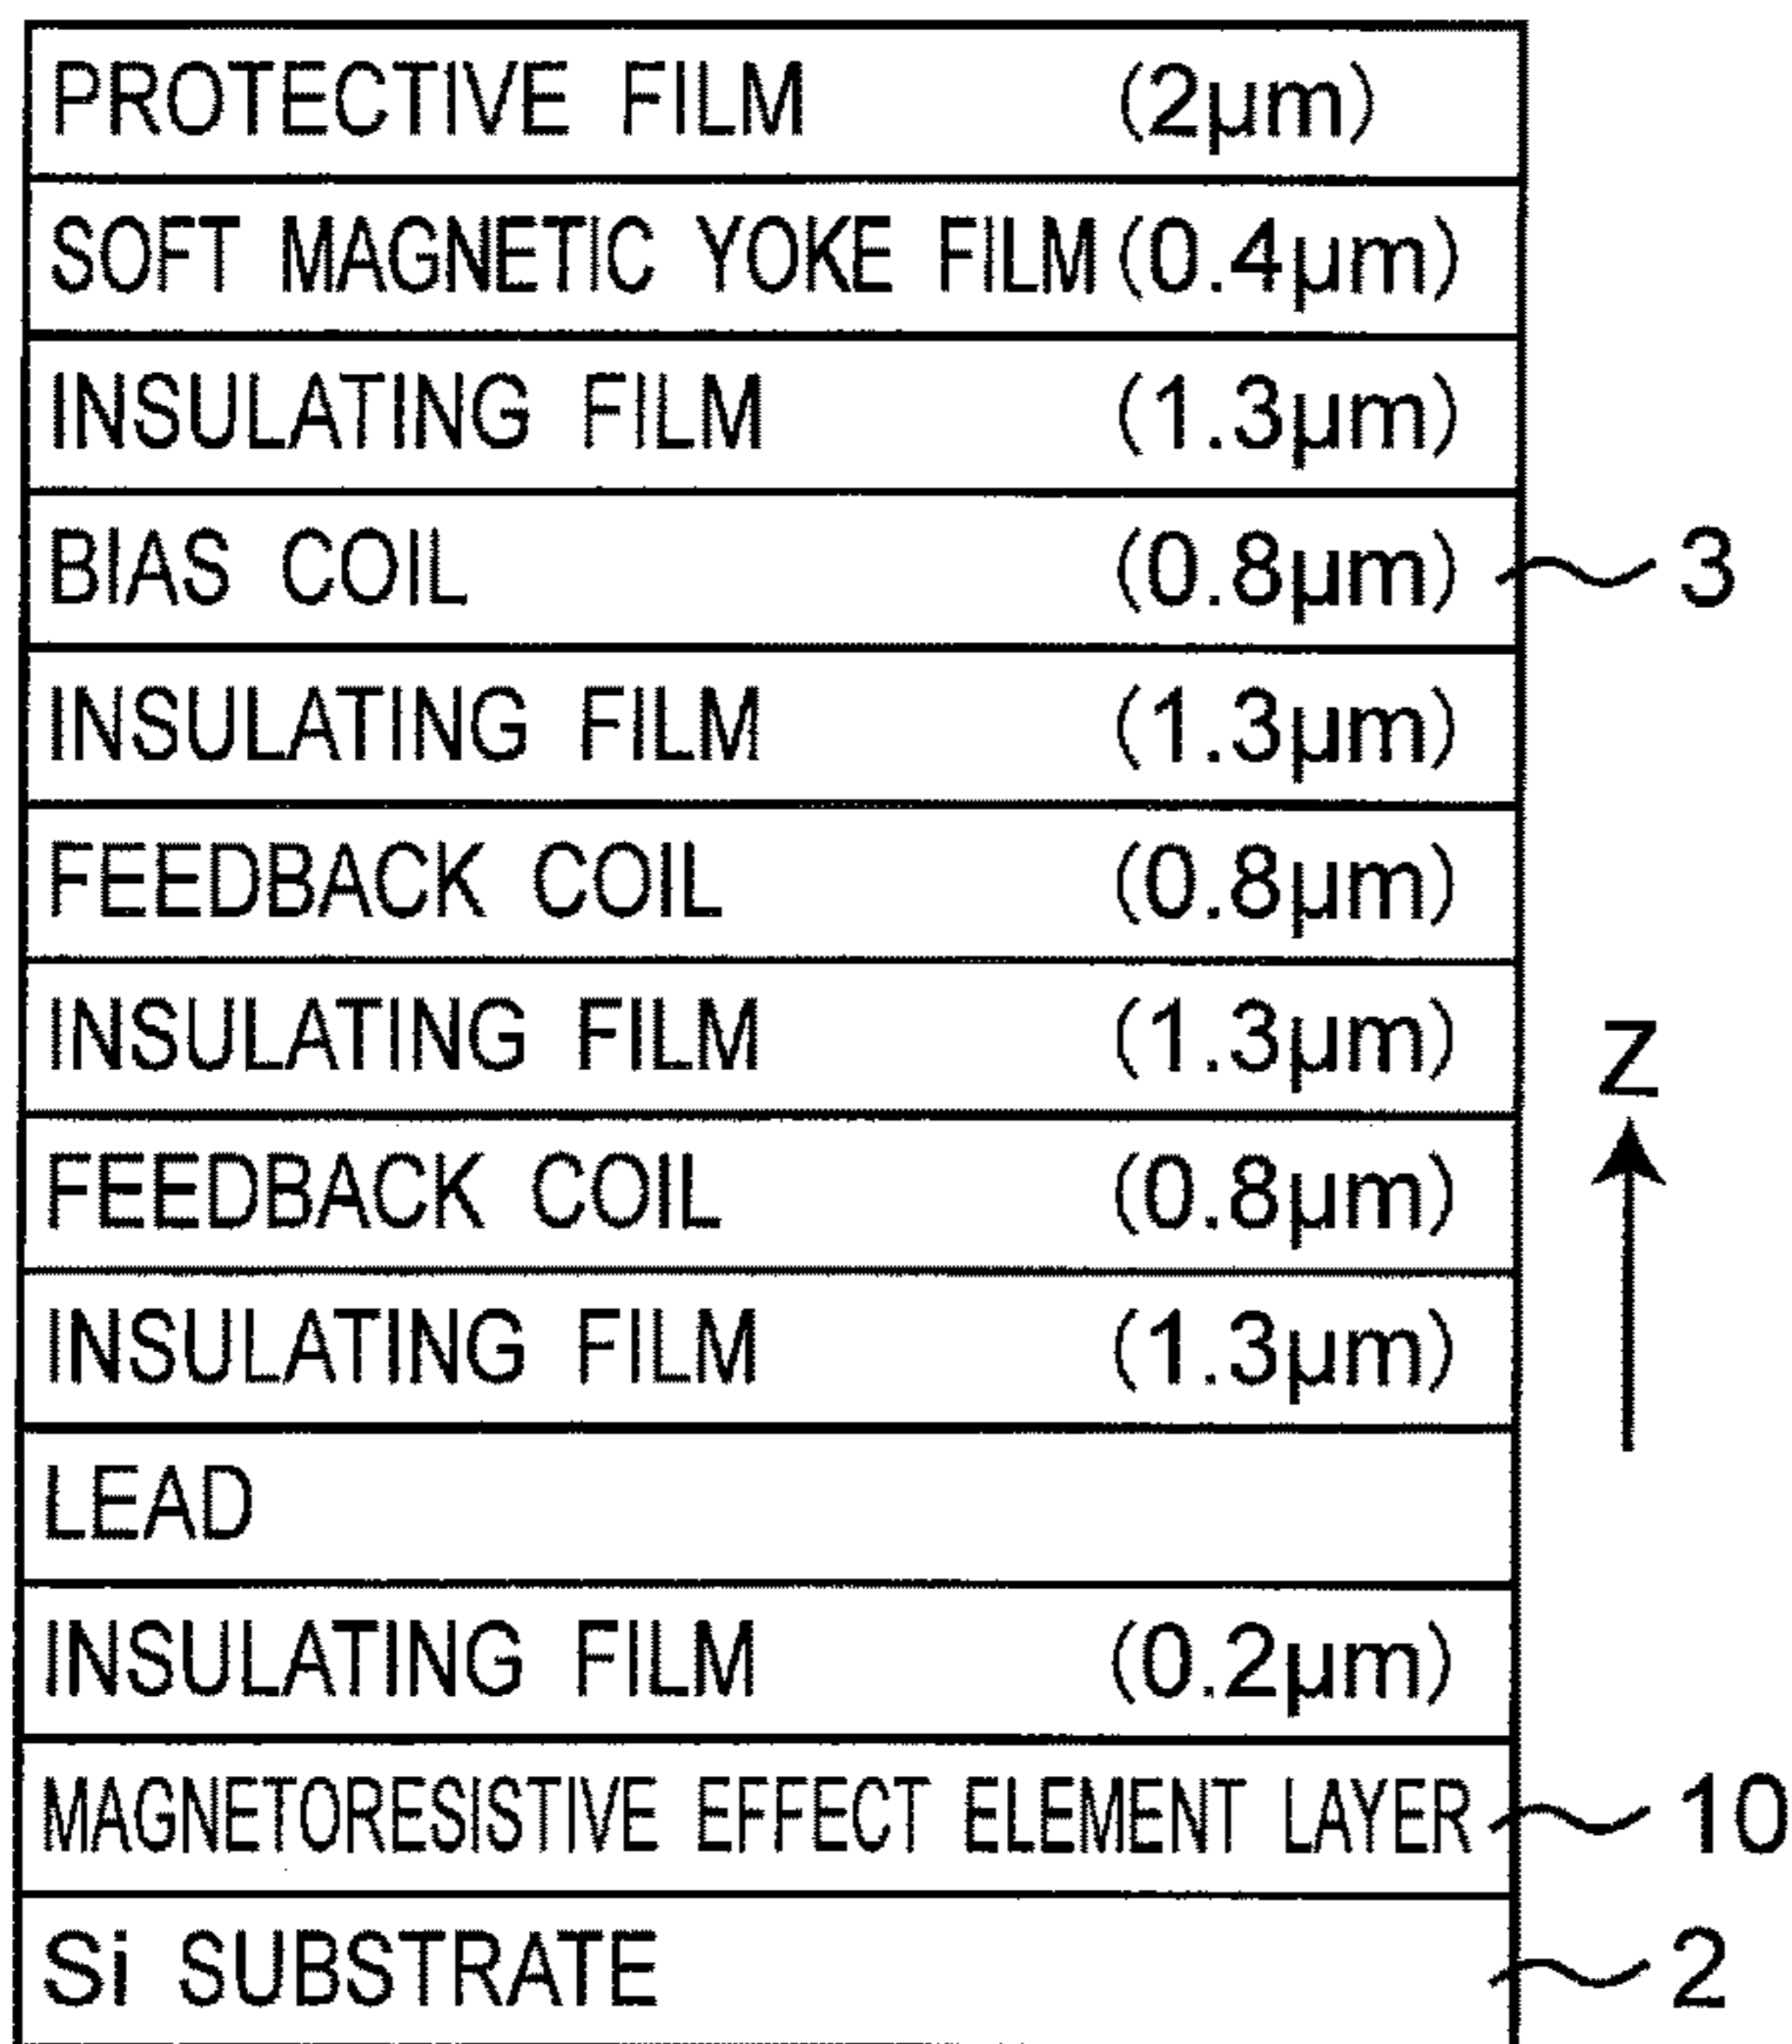 PROTECTIVE FILM (2µm)
SOFT MAGNETIC YOKE FILM (0.4µm)
INSULATING FILM (1.3µm)
BIAS COIL (0.8µm) 3
INSULATING FILM (1.3µm)
FEEDBACK COIL (0.8µm)
INSULATING FILM (1.3µm)
Z
FEEDBACK COIL (0.8µm)
INSULATING FILM (1.3µm)
LEAD
INSULATING FILM (0.2µm)
MAGNETORESISTIVE EFFECT ELEMENT LAYER 10
Si SUBSTRATE 2